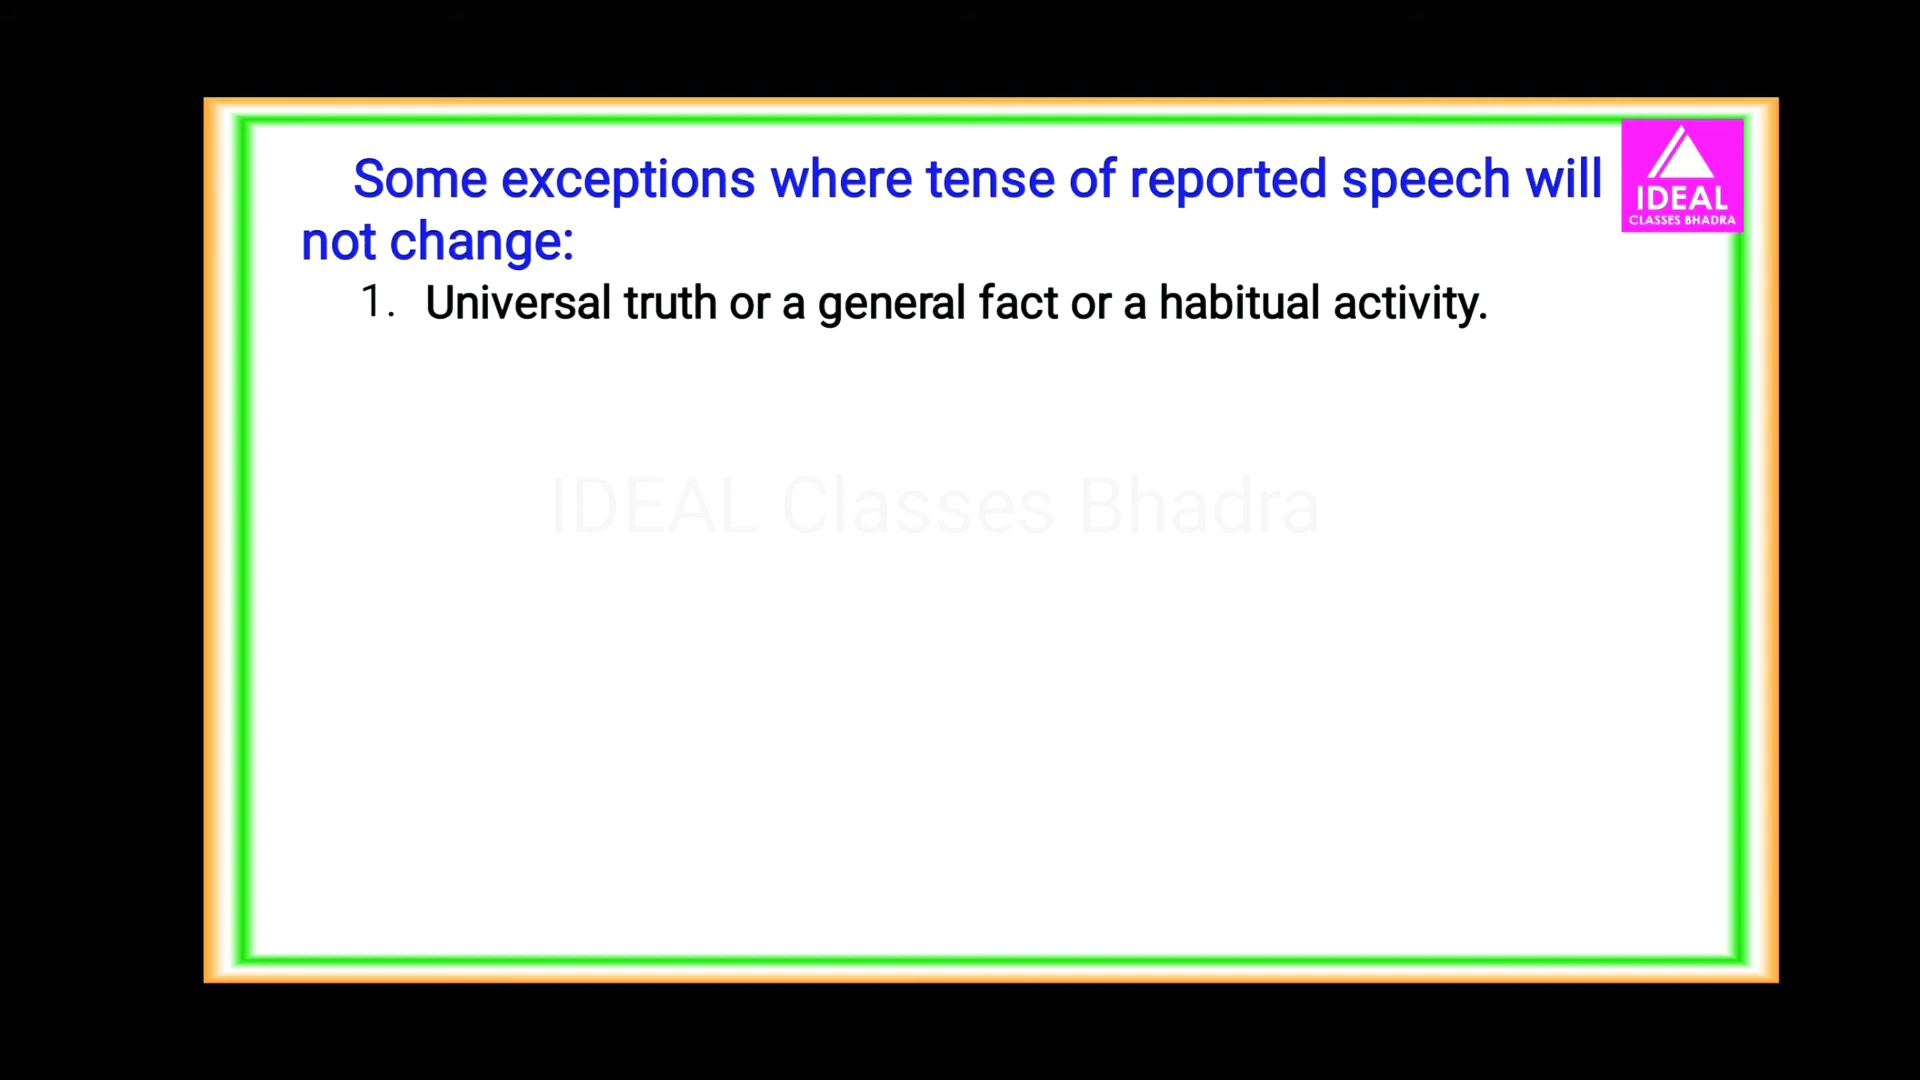 Some exceptions where tense of reported speech will
not change:
1. Universal truth or a general fact or a habitual activity.
IDEAL
CLASSES BHADRA
IDEAL Classes Bhadra